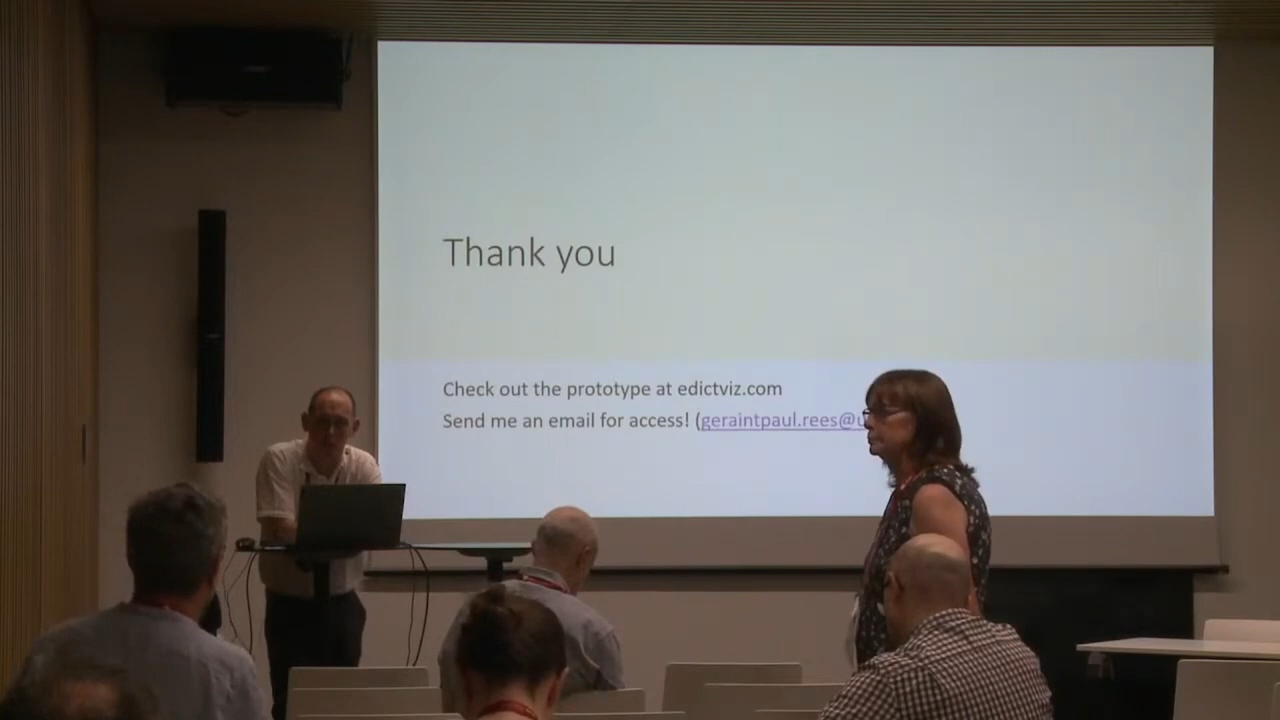 Thank you
Check out the prototype at edictviz.com
Send me an email for access! (geraintpaul.rees@u